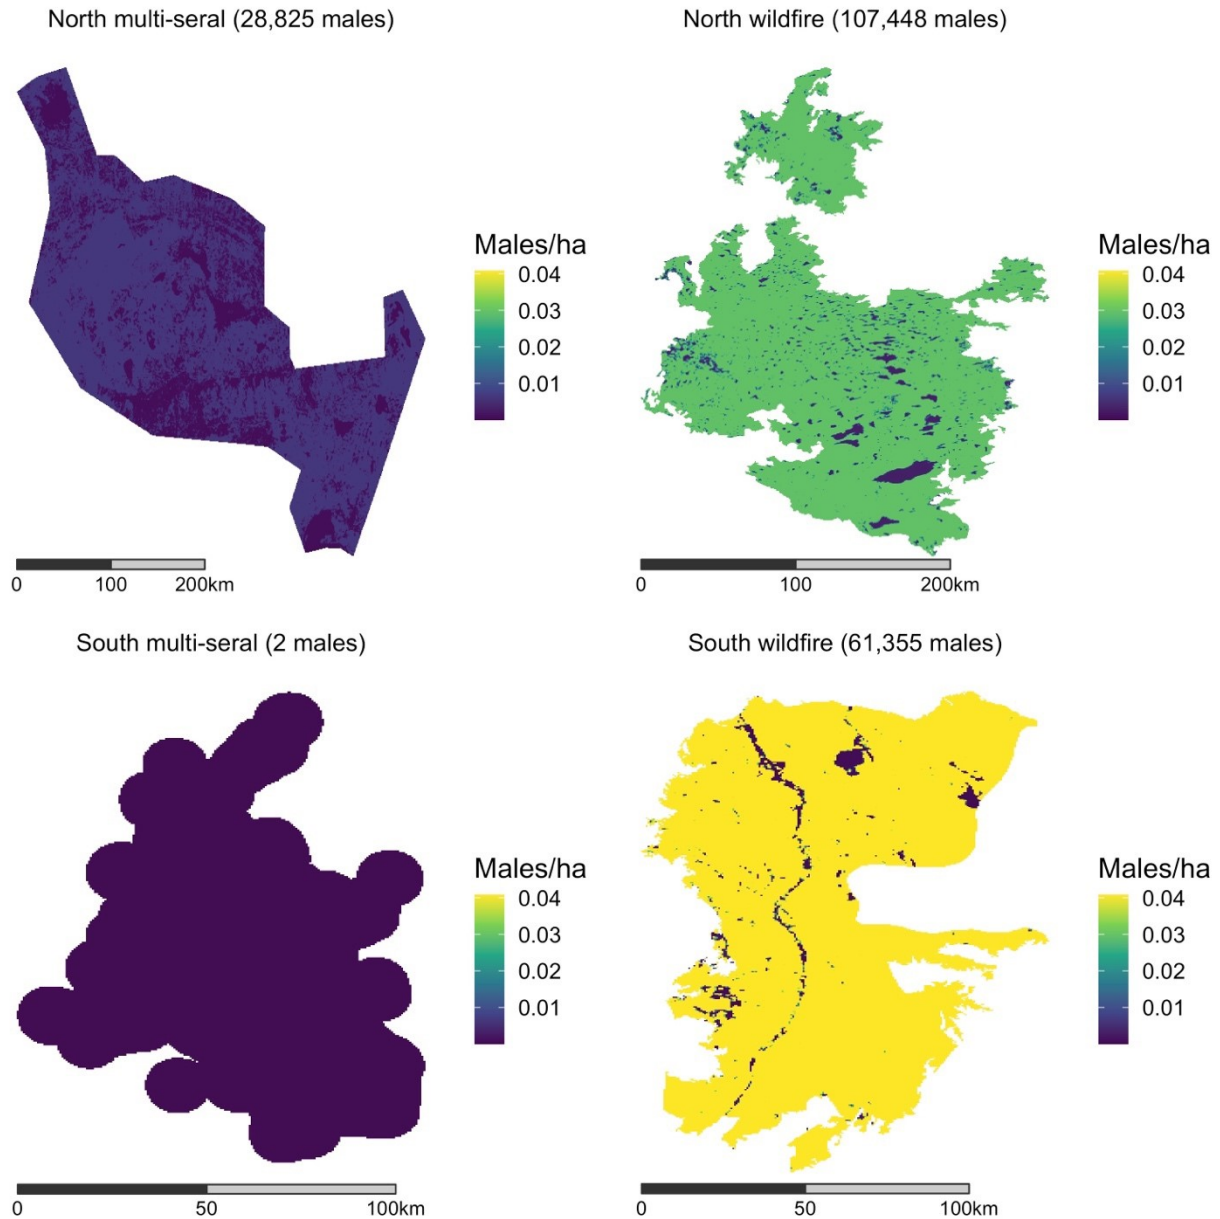 North multi-seral (28,825 males)
North wildfire (107,448 males)
Males/ha
0.04
0.03
0.02
0.01
Males/ha
0.04
0.03
0.02
0.01
0 100 200km
0 100 200km
South multi-seral (2 males)
South wildfire (61,355 males)
Males/ha
0.04
0.03
0.02
0.01
Males/ha
0.04
0.03
0.02
0.01
0 50 100km
0 50 100km